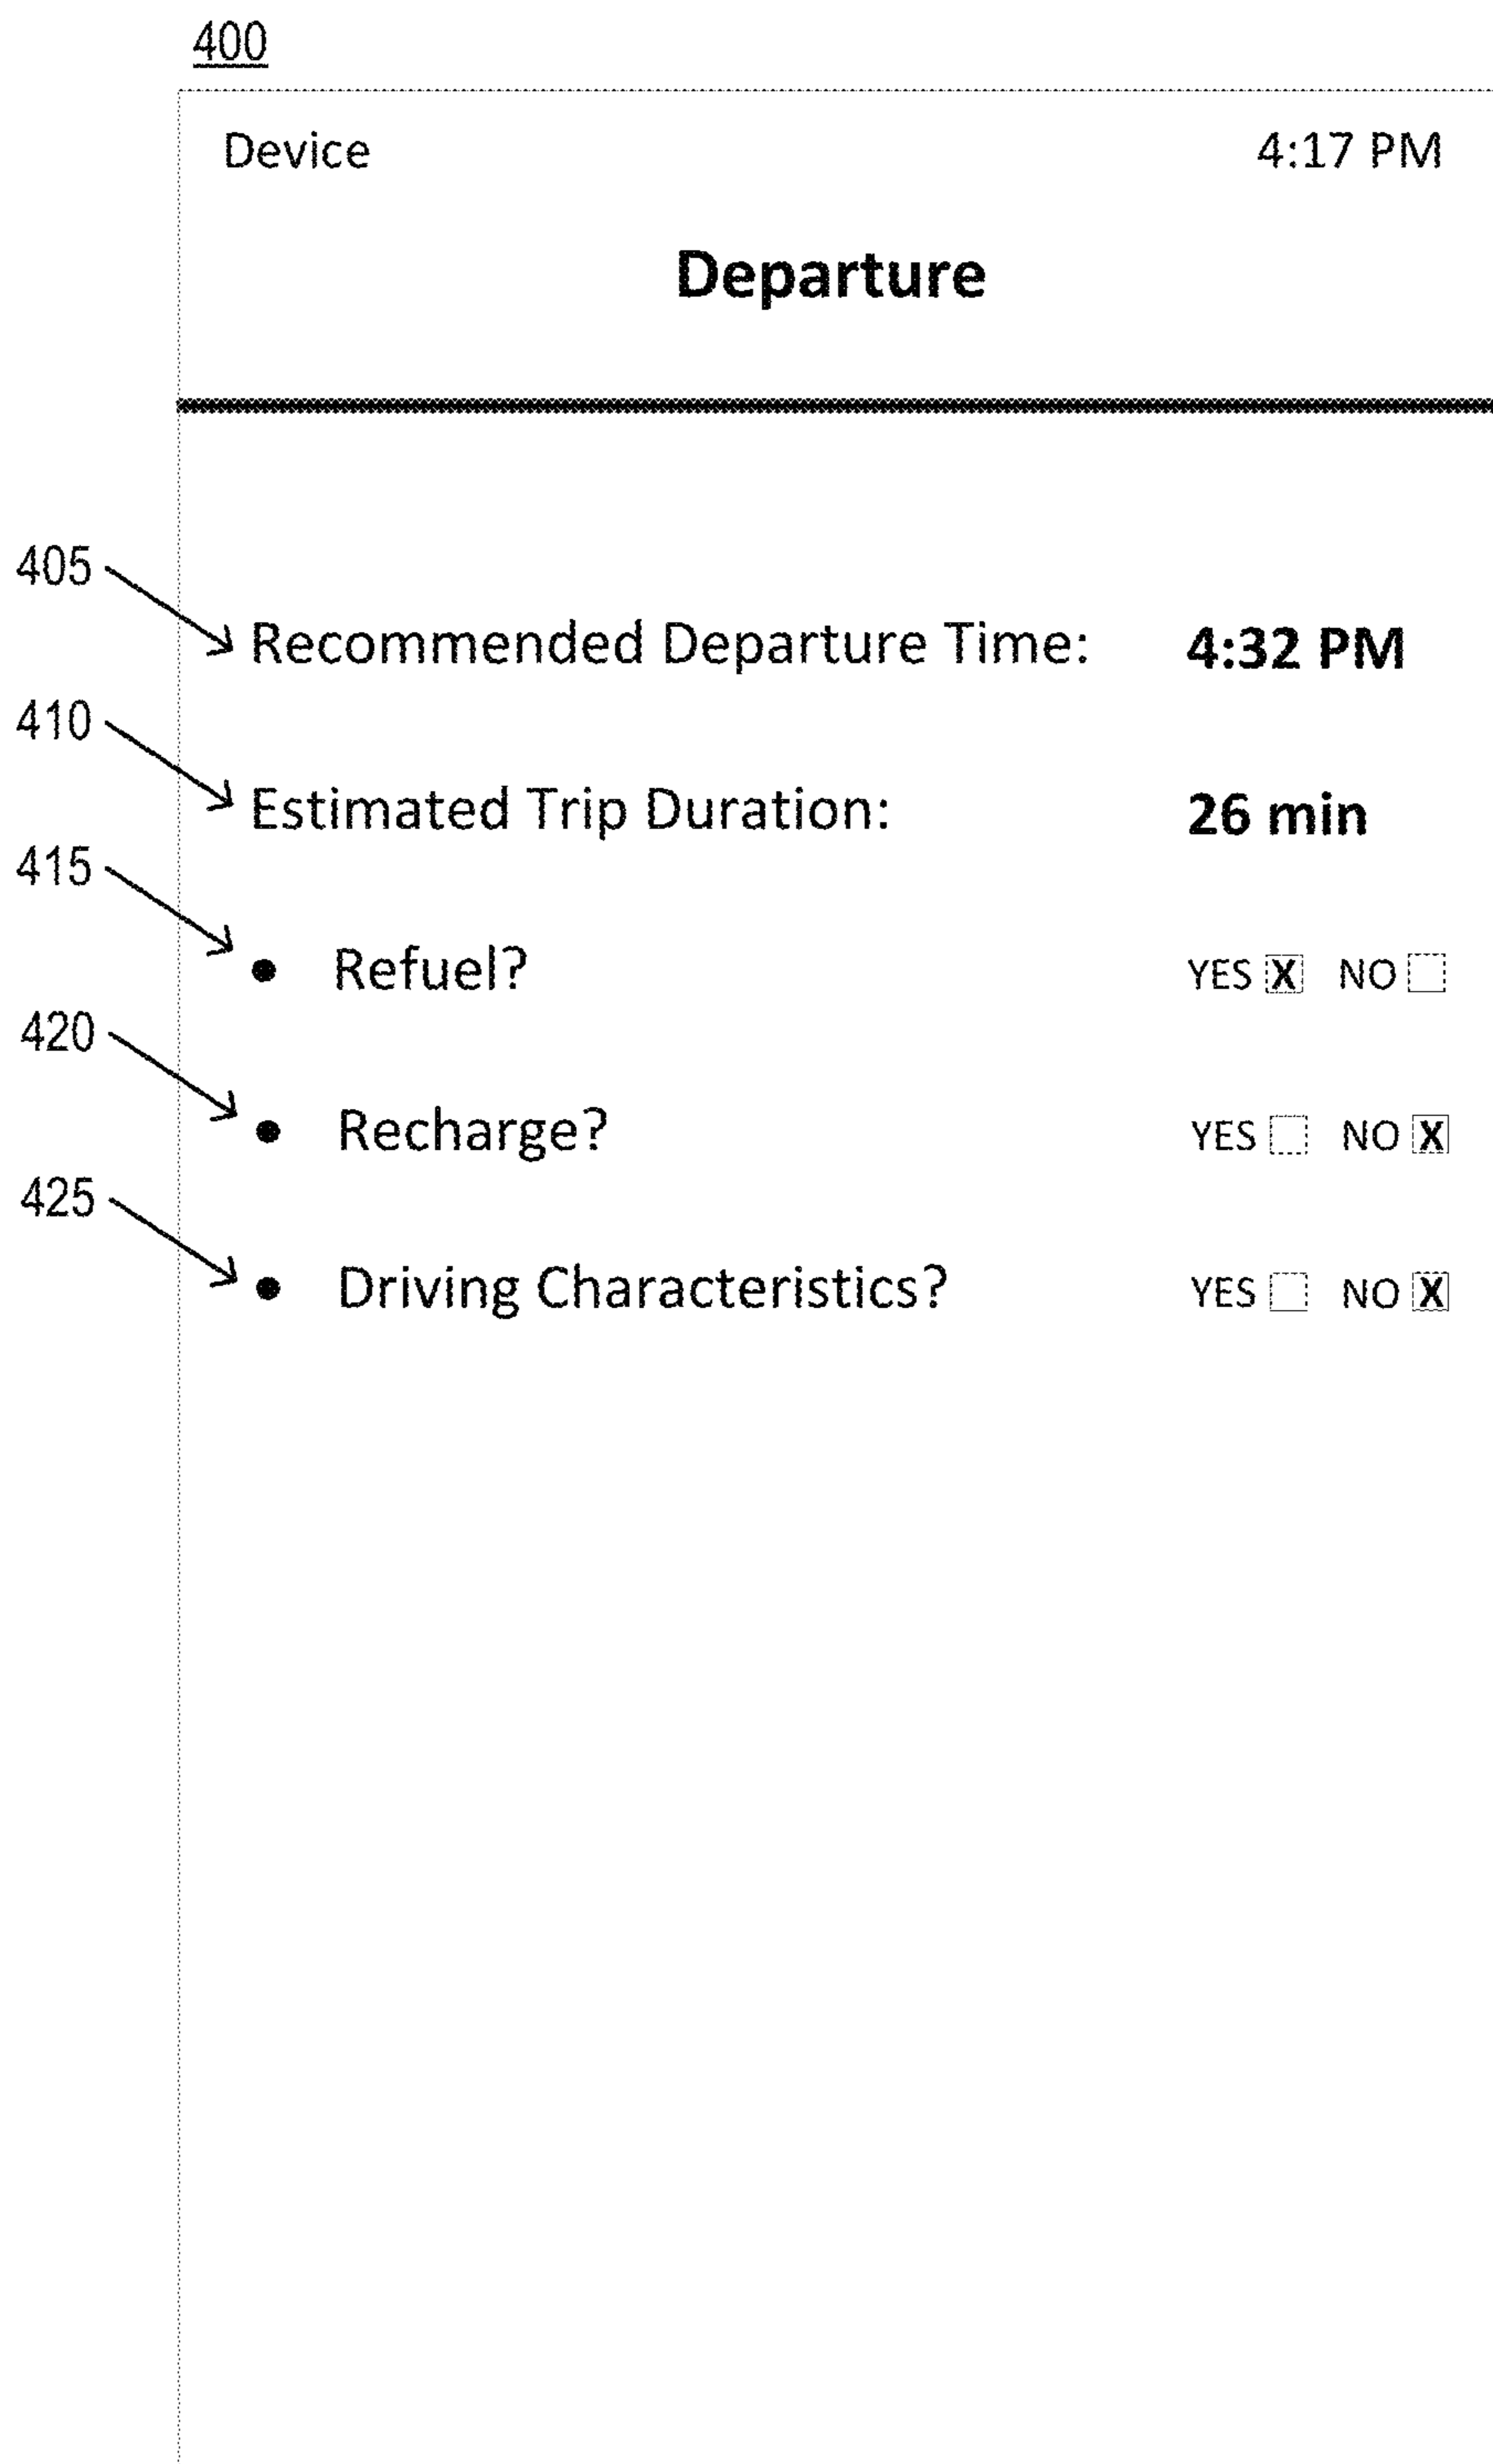 400
Device 4:17 PM
Departure
405
Recommended Departure Time: 4:32 PM
410
Estimated Trip Duration: 26 min
415
• Refuel? YES X NO
420
• Recharge? YES NO X
425
• Driving Characteristics? YES NO X